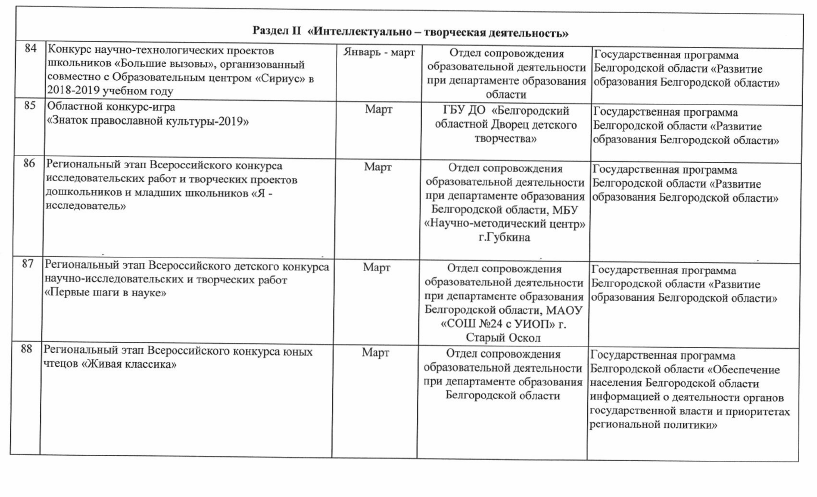 Раздел II «Интеллектуально – творческая деятельность»
84
Конкурс научно-технологических проектов
школьников «Большие вызовы», организованный
совместно с Образовательным центром «Сириус» в
2018-2019 учебном году
Январь - март
Отдел сопровождения
образовательной деятельности
при департаменте образования
области
Государственная программа
Белгородской области «Развитие
образования Белгородской области»
85
Областной конкурс-игра
«Знаток православной культуры-2019»
Март
ГБУ ДО «Белгородский
областной Дворец детского
творчества»
Государственная программа
Белгородской области «Развитие
образования Белгородской области»
86
Региональный этап Всероссийского конкурса
исследовательских работ и творческих проектов
дошкольников и младших школьников «Я -
исследователь»
Март
Отдел сопровождения
образовательной деятельности
при департаменте образования
Белгородской области, МБУ
«Научно-методический центр»
г.Губкина
Государственная программа
Белгородской области «Развитие
образования Белгородской области»
87
Региональный этап Всероссийского детского конкурса
научно-исследовательских и творческих работ
«Первые шаги в науке»
Март
Отдел сопровождения
образовательной деятельности
при департаменте образования
Белгородской области, МАОУ
«СОШ №24 с УИОП» г.
Старый Оскол
Государственная программа
Белгородской области «Развитие
образования Белгородской области»
88
Региональный этап Всероссийского конкурса юных
чтецов «Живая классика»
Март
Отдел сопровождения
образовательной деятельности
при департаменте образования
Белгородской области
Государственная программа
Белгородской области «Обеспечение
населения Белгородской области
информацией о деятельности органов
государственной власти и приоритетах
региональной политики»